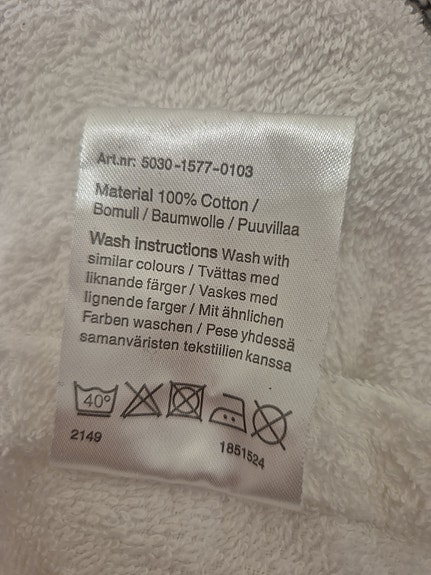 Art.nr: 5030-1577-0103
Material 100% Cotton /
Bomull / Baumwolle / Puuvillaa
Wash instructions Wash with
similar colours / Tvättas med
liknande färger / Vaskes med
lignende farger / Mit ähnlichen
Farben waschen / Pese yhdessä
samanväristen tekstiilien kanssa
40°
2149
1851524